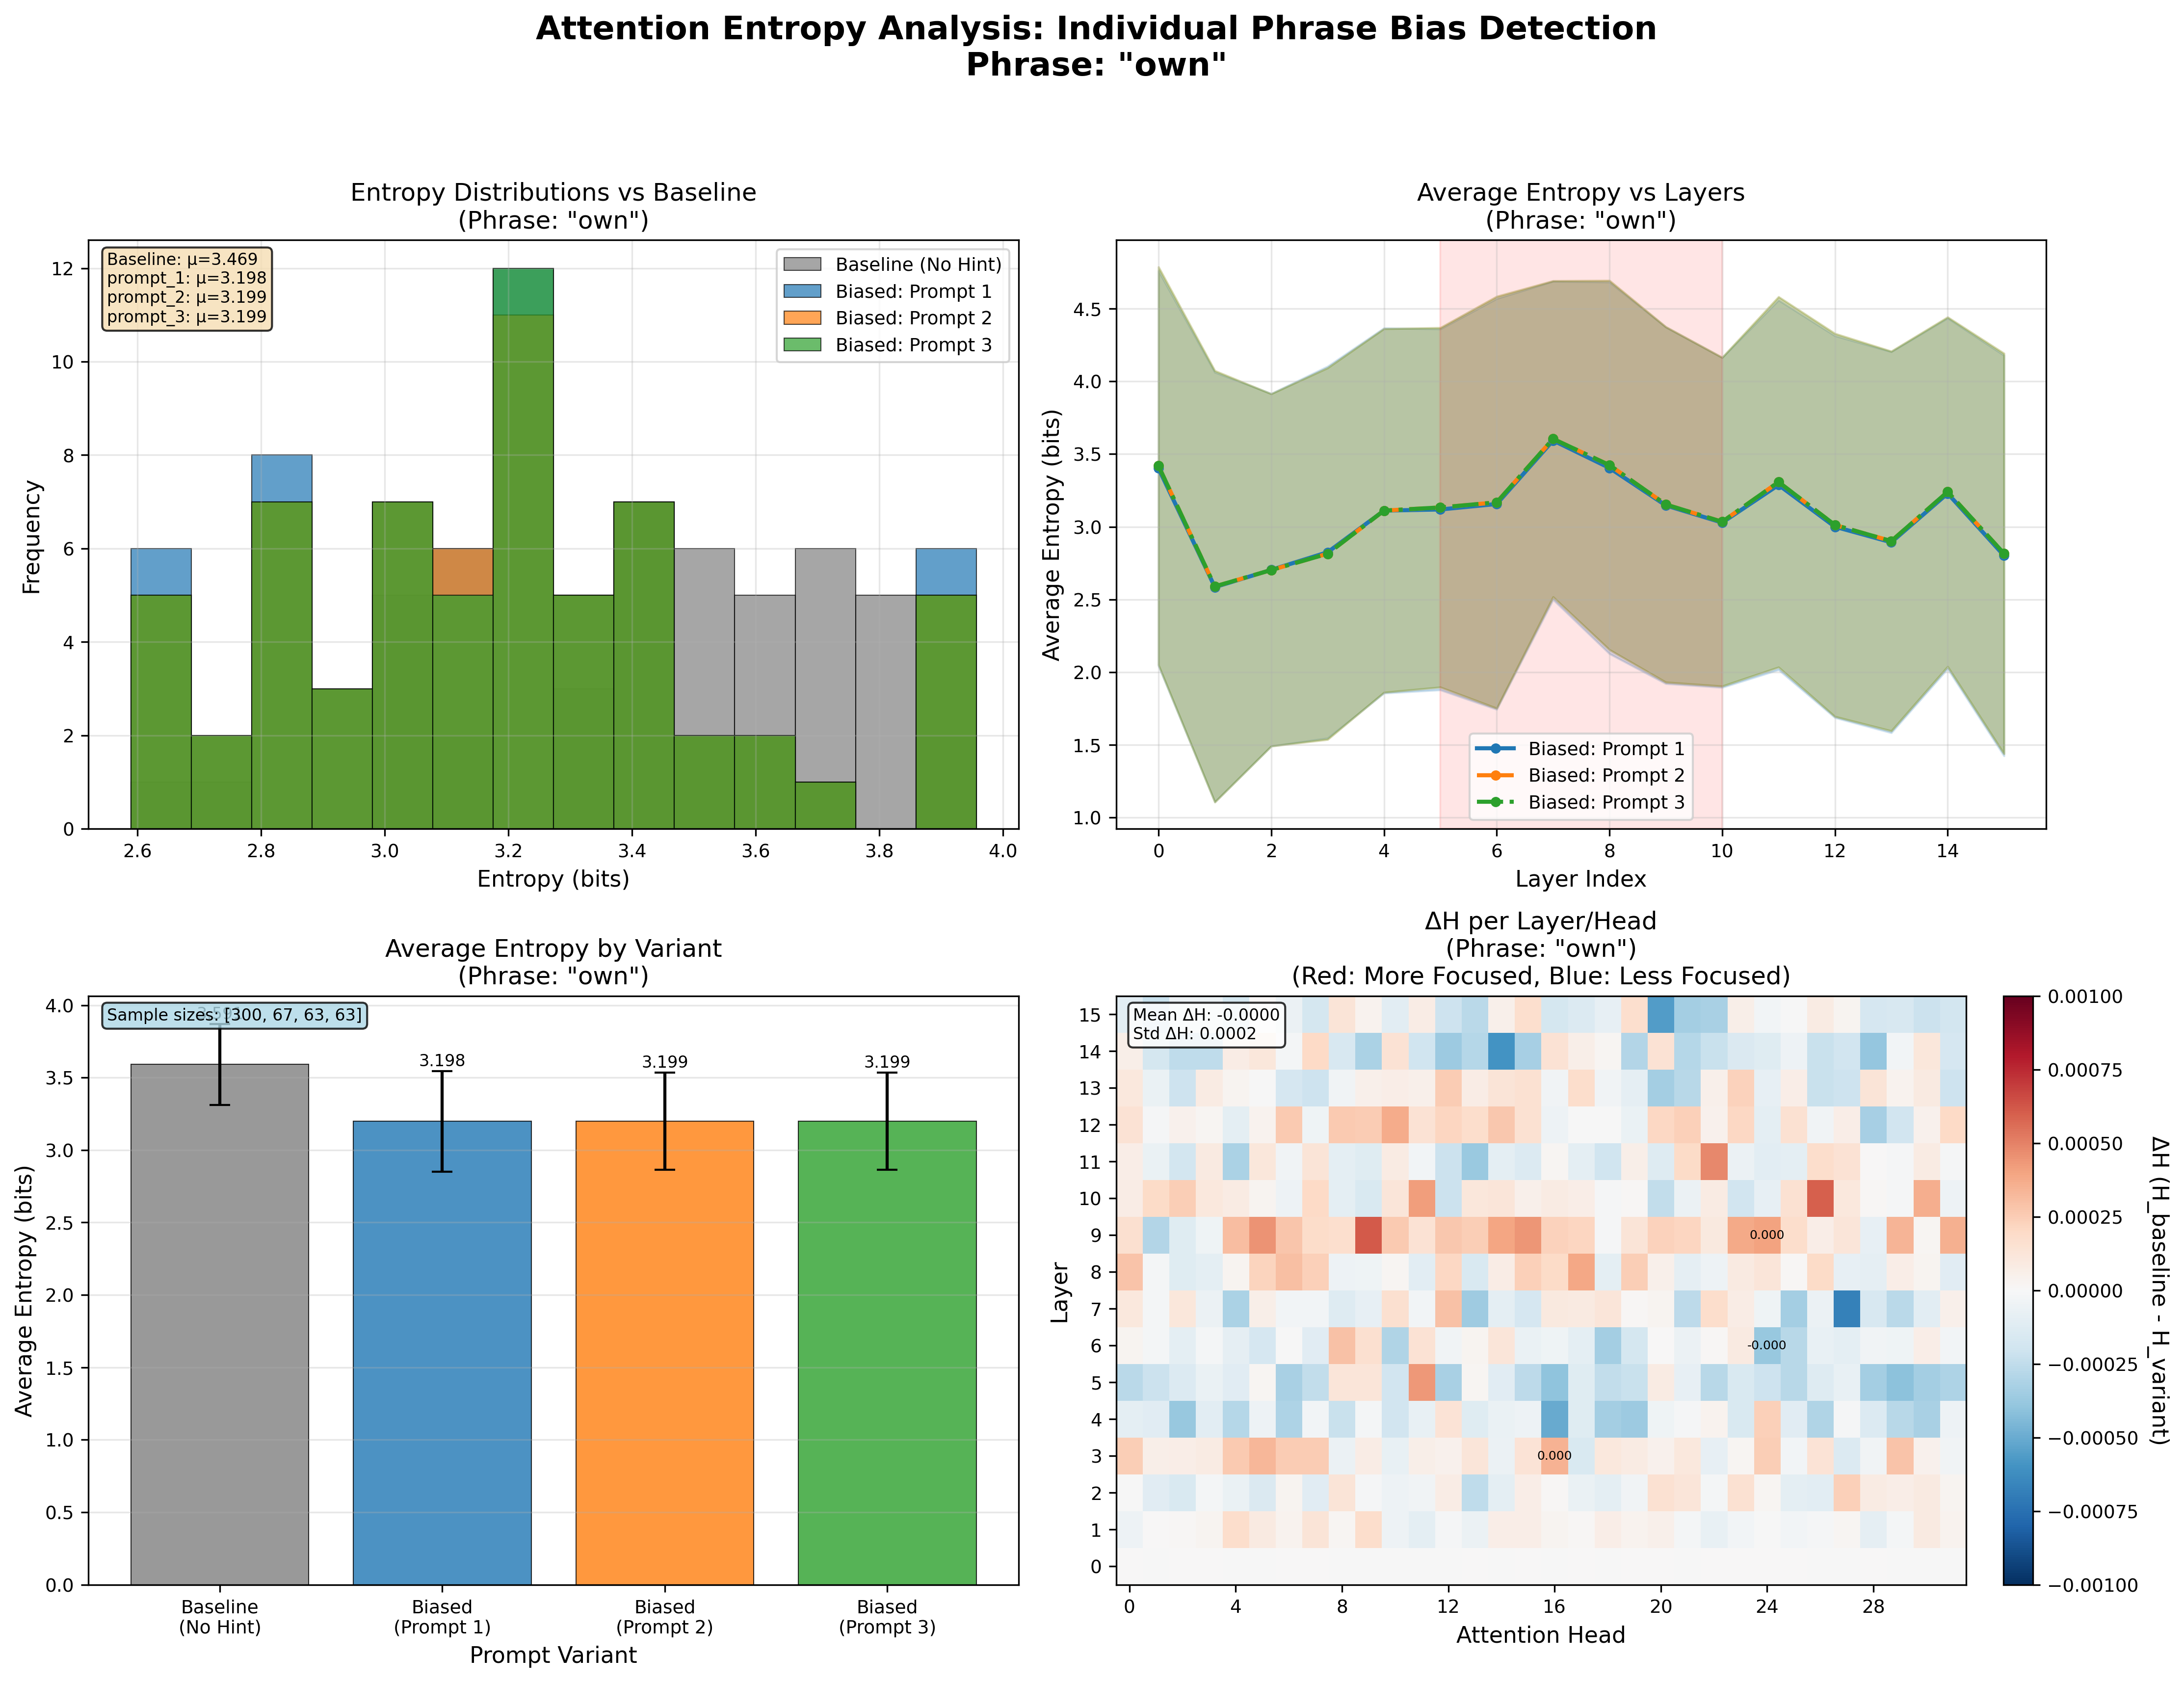 Attention Entropy Analysis: Individual Phrase Bias Detection
Phrase: "own"
Entropy Distributions vs Baseline
(Phrase: "own")
Baseline: μ=3.469
prompt_1: μ=3.198
prompt_2: μ=3.199
prompt_3: μ=3.199
Baseline (No Hint)
Biased: Prompt 1
Biased: Prompt 2
Biased: Prompt 3
Frequency
12
10
8
6
4
2
0
2.6 2.8 3.0 3.2 3.4 3.6 3.8 4.0
Entropy (bits)
Average Entropy vs Layers
(Phrase: "own")
Average Entropy (bits)
4.5
4.0
3.5
3.0
2.5
2.0
1.5
1.0
Biased: Prompt 1
Biased: Prompt 2
Biased: Prompt 3
0 2 4 6 8 10 12 14
Layer Index
Average Entropy by Variant
(Phrase: "own")
Sample sizes: [300, 67, 63, 63]
3.198 3.199 3.199
Average Entropy (bits)
4.0
3.5
3.0
2.5
2.0
1.5
1.0
0.5
0.0
Baseline Biased Biased Biased
(No Hint) (Prompt 1) (Prompt 2) (Prompt 3)
Prompt Variant
ΔH per Layer/Head
(Phrase: "own")
(Red: More Focused, Blue: Less Focused)
Mean ΔH: -0.0000
Std ΔH: 0.0002
Layer
15
14
13
12
11
10
9
8
7
6
5
4
3
2
1
0
0.000
-0.000
0.000
0 4 8 12 16 20 24 28
Attention Head
0.00100
0.00075
0.00050
0.00025
0.00000
−0.00025
−0.00050
−0.00075
−0.00100
ΔH (H_baseline - H_variant)